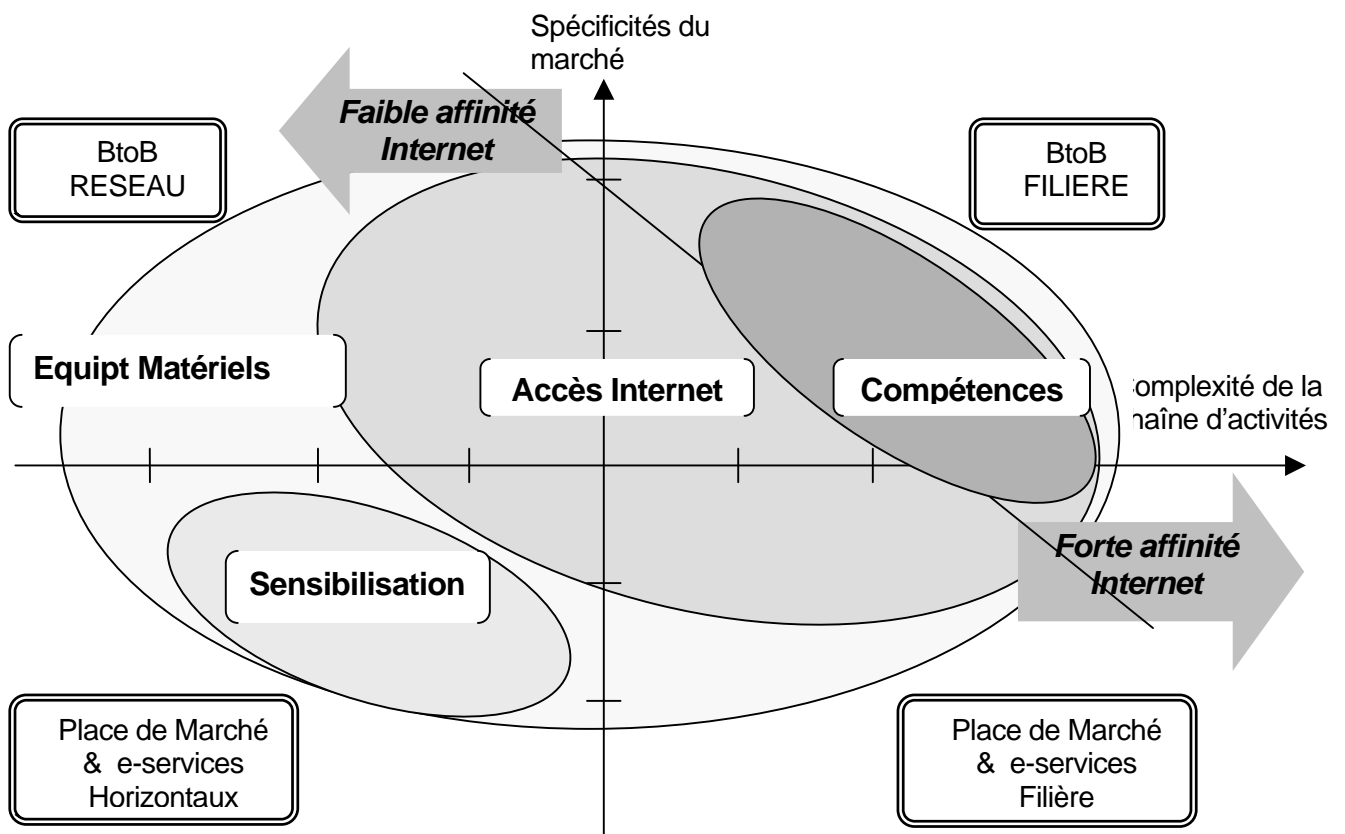 Spécificités du
marché
Faible affinité
Internet
BtoB
RESEAU
BtoB
FILIERE
Equipt Matériels
Accès Internet
Compétences
omplexité de la
haîne d'activités
Sensibilisation
Forte affinité
Internet
Place de Marché
& e-services
Horizontaux
Place de Marché
& e-services
Filière